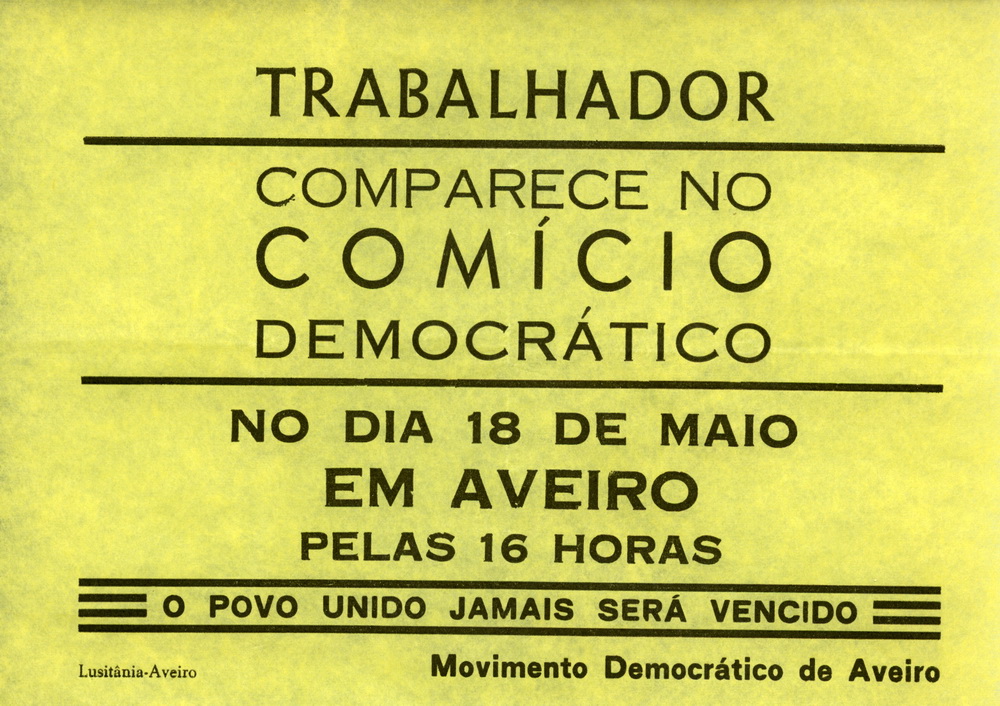 TRABALHADOR
COMPARECE NO
COMÍCIO
DEMOCRÁTICO
NO DIA 18 DE MAIO
EM AVEIRO
PELAS 16 HORAS
O POVO UNIDO JAMAIS SERÁ VENCIDO
Lusitânia-Aveiro
Movimento Democrático de Aveiro